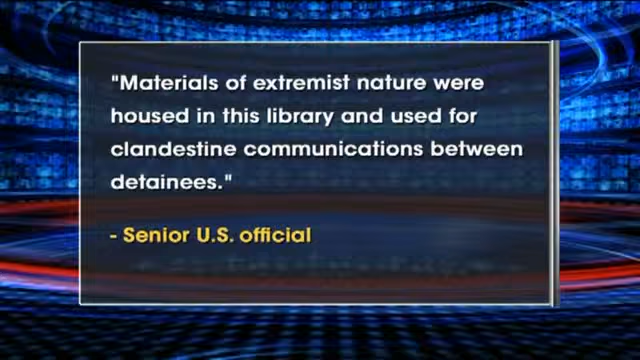 "Materials of extremist nature were
housed in this library and used for
clandestine communications between
detainees."
- Senior U.S. official